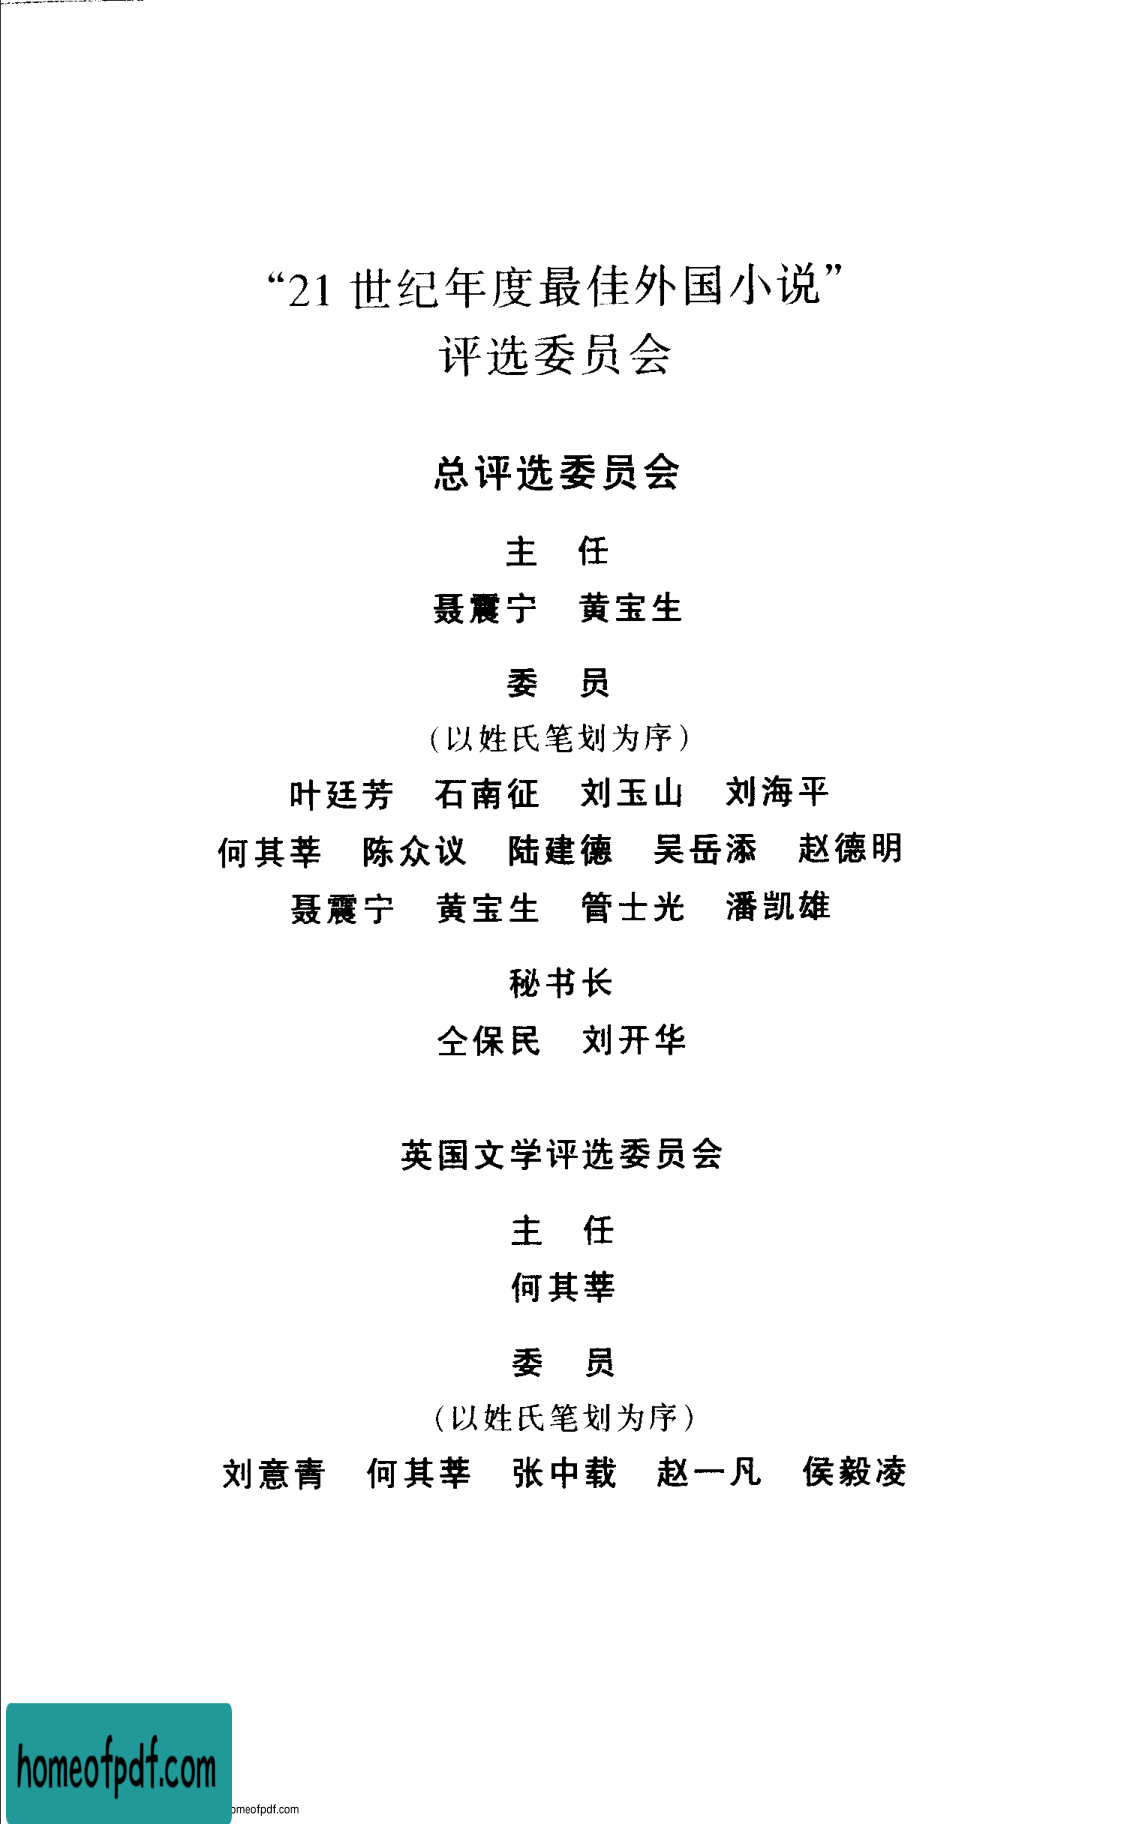 “21 世纪年度最佳外国小说”
评选委员会
总评选委员会
主 任
聂震宁 黄宝生
委 员
(以姓氏笔划为序)
叶廷芳 石南征 刘玉山 刘海平
何其莘 陈众议 陆建德 吴岳添 赵德明
聂震宁 黄宝生 管士光 潘凯雄
秘书长
仝保民 刘开华
英国文学评选委员会
主 任
何其莘
委 员
(以姓氏笔划为序)
刘意青 何其莘 张中载 赵一凡 侯毅凌
homeofpdf.com
omeofpdf.com